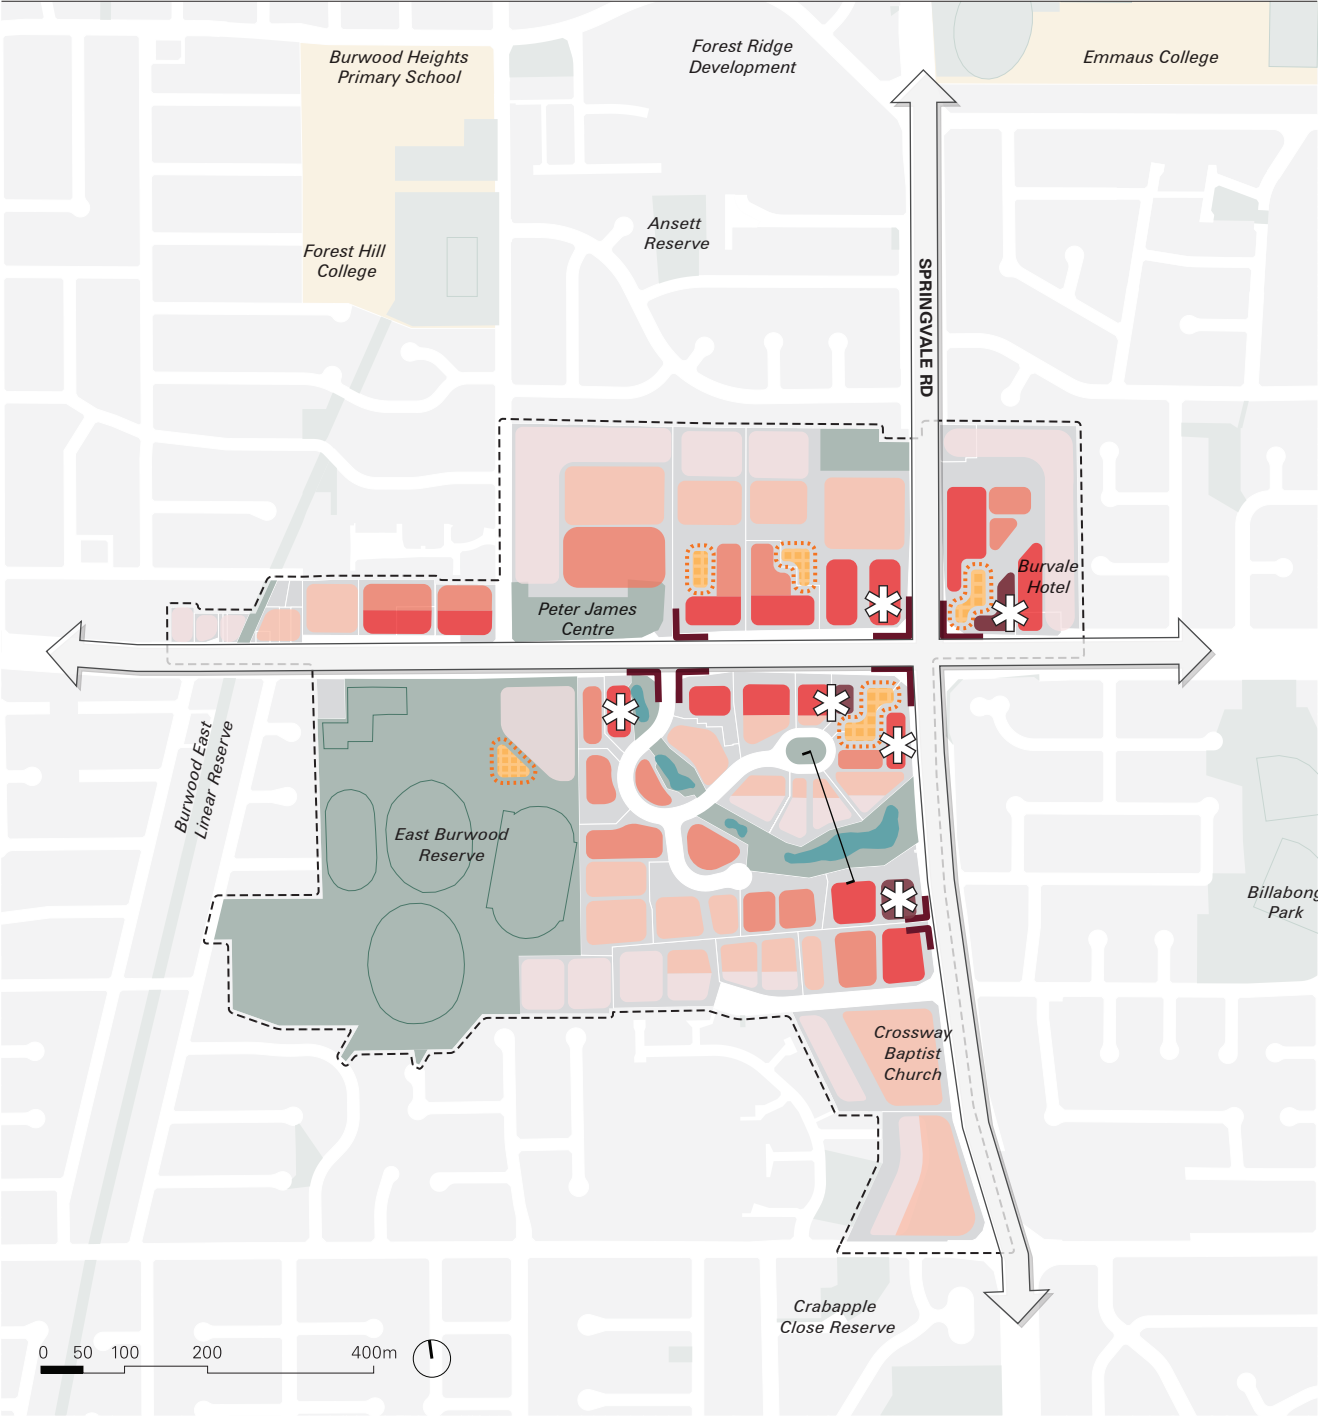 Burwood Heights
Primary School
Forest Ridge
Development
Emmaus College
Forest Hill
College
Ansett
Reserve
SPRINGVALE RD
Burvale
Hotel
Peter James
Centre
Burwood East
Linear Reserve
East Burwood
Reserve
Billabong
Park
Crossway
Baptist
Church
Crabapple
Close Reserve
0 50 100 200 400m